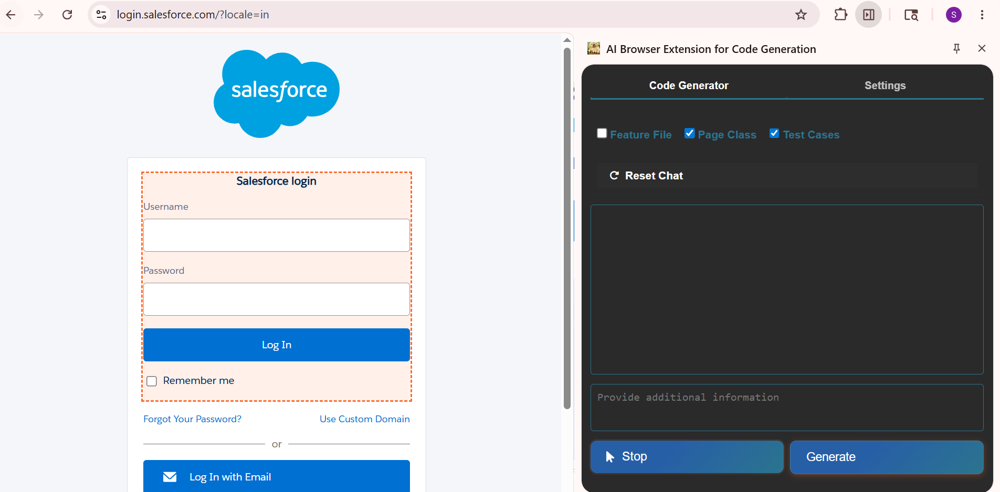 login.salesforce.com/?locale=in
S
salesforce
Salesforce login
Username
Password
Log In
Remember me
Forgot Your Password? Use Custom Domain
or
Log In with Email
AI Browser Extension for Code Generation
Code Generator Settings
Feature File Page Class Test Cases
Reset Chat
Provide additional information
Stop Generate